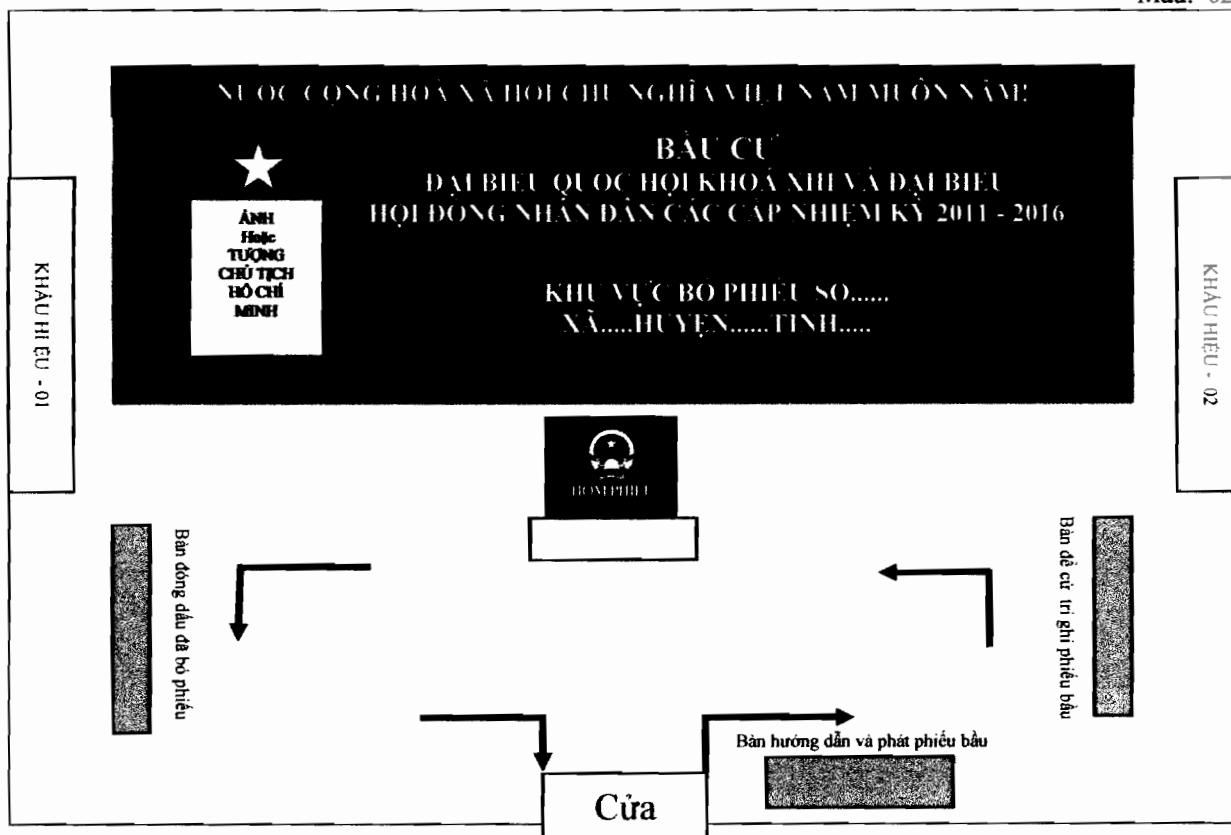 Mẫu: 02
NƯỚC CỘNG HOÀ XÃ HỘI CHỦ NGHĨA VIỆT NAM MUÔN NĂM!
BẦU CỬ
ĐẠI BIỂU QUỐC HỘI KHOÁ XIII VÀ ĐẠI BIỂU
HỘI ĐỒNG NHÂN DÂN CÁC CẤP NHIỆM KỲ 2011 - 2016
ẢNH
Hoặc
TƯỢNG
CHỦ TỊCH
HỒ CHÍ
MINH
KHU VỰC BỎ PHIẾU SỐ......
XÃ.....HUYỆN......TỈNH.....
KHẨU HIỆU - 01
KHẨU HIỆU - 02
HÒM PHIẾU
Bàn đóng dấu đã bỏ phiếu
Bàn để cử tri ghi phiếu bầu
Bàn hướng dẫn và phát phiếu bầu
Cửa